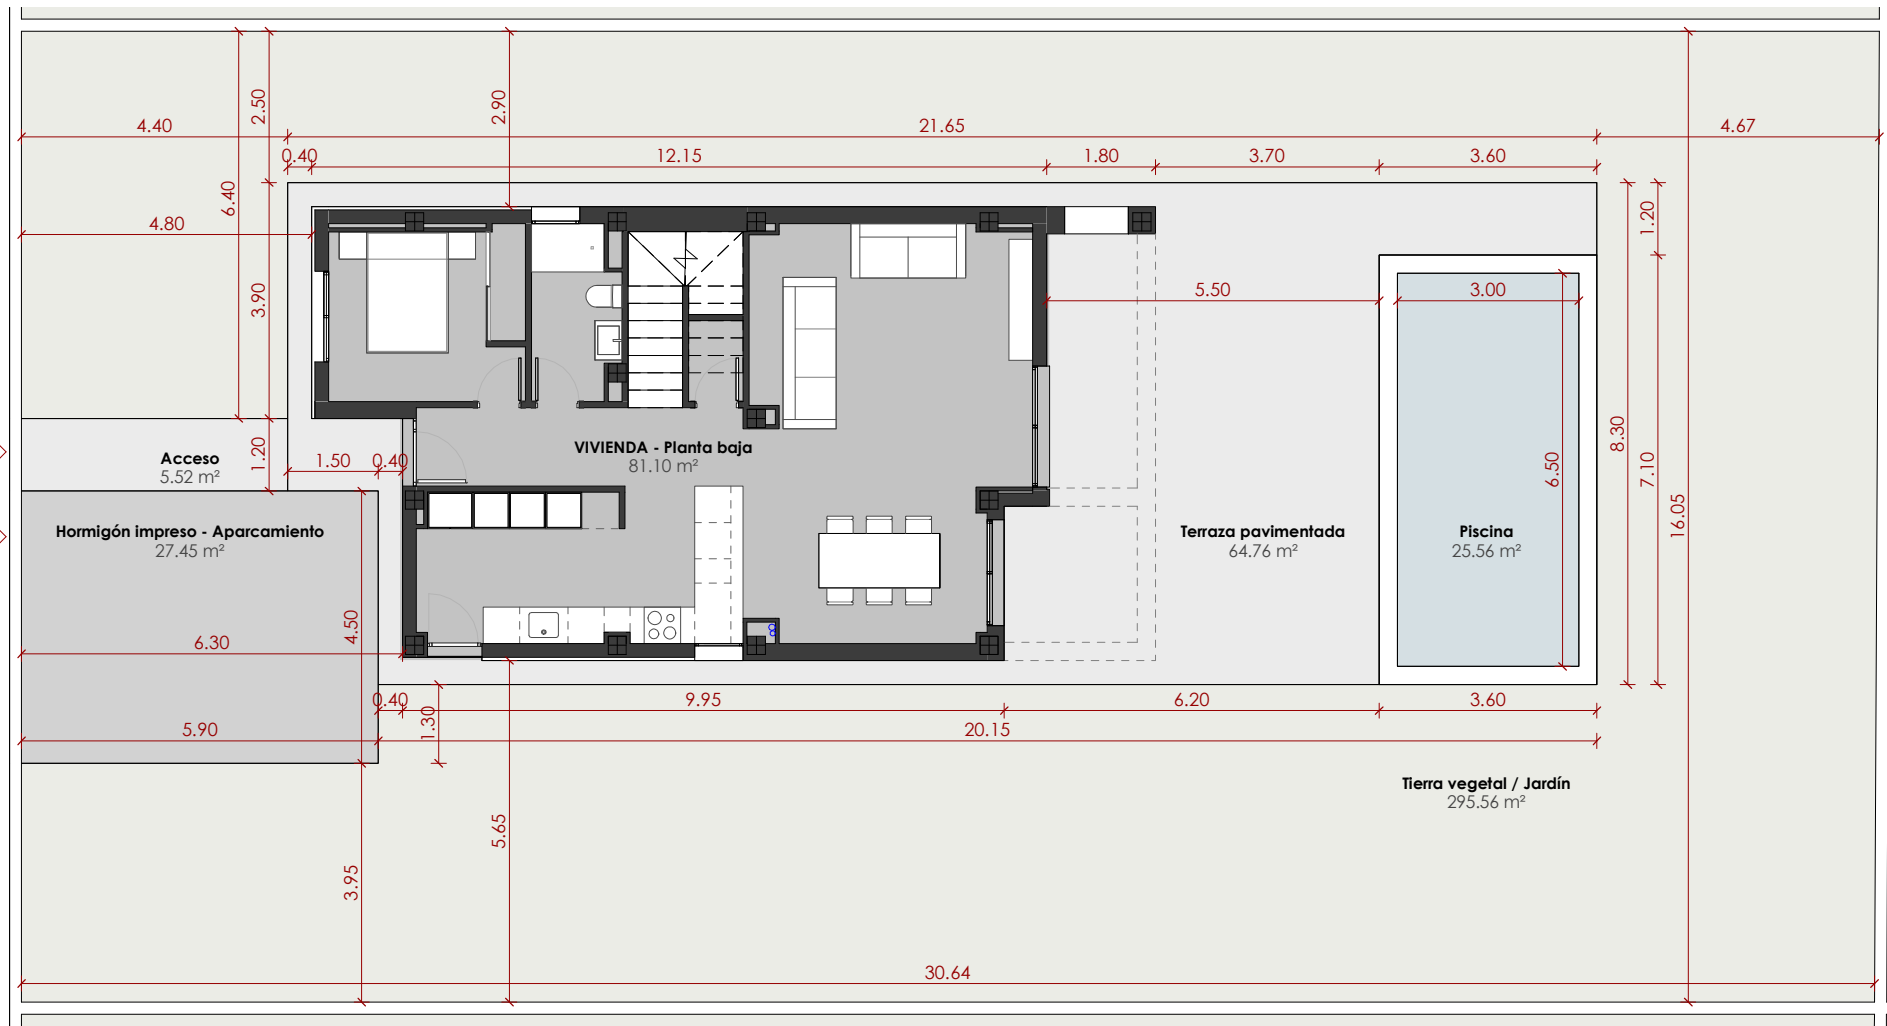 2.50
2.90
4.40
21.65
4.67
0.40
12.15
1.80
3.70
3.60
6.40
4.80
1.20
3.90
5.50
3.00
VIVIENDA - Planta baja
81.10 m²
Acceso
5.52 m²
1.20
1.50
0.40
6.50
8.30
7.10
16.05
Hormigón impreso - Aparcamiento
27.45 m²
Terraza pavimentada
64.76 m²
Piscina
25.56 m²
4.50
6.30
0.40
1.30
9.95
6.20
3.60
5.90
20.15
Tierra vegetal / Jardín
295.56 m²
5.65
3.95
30.64